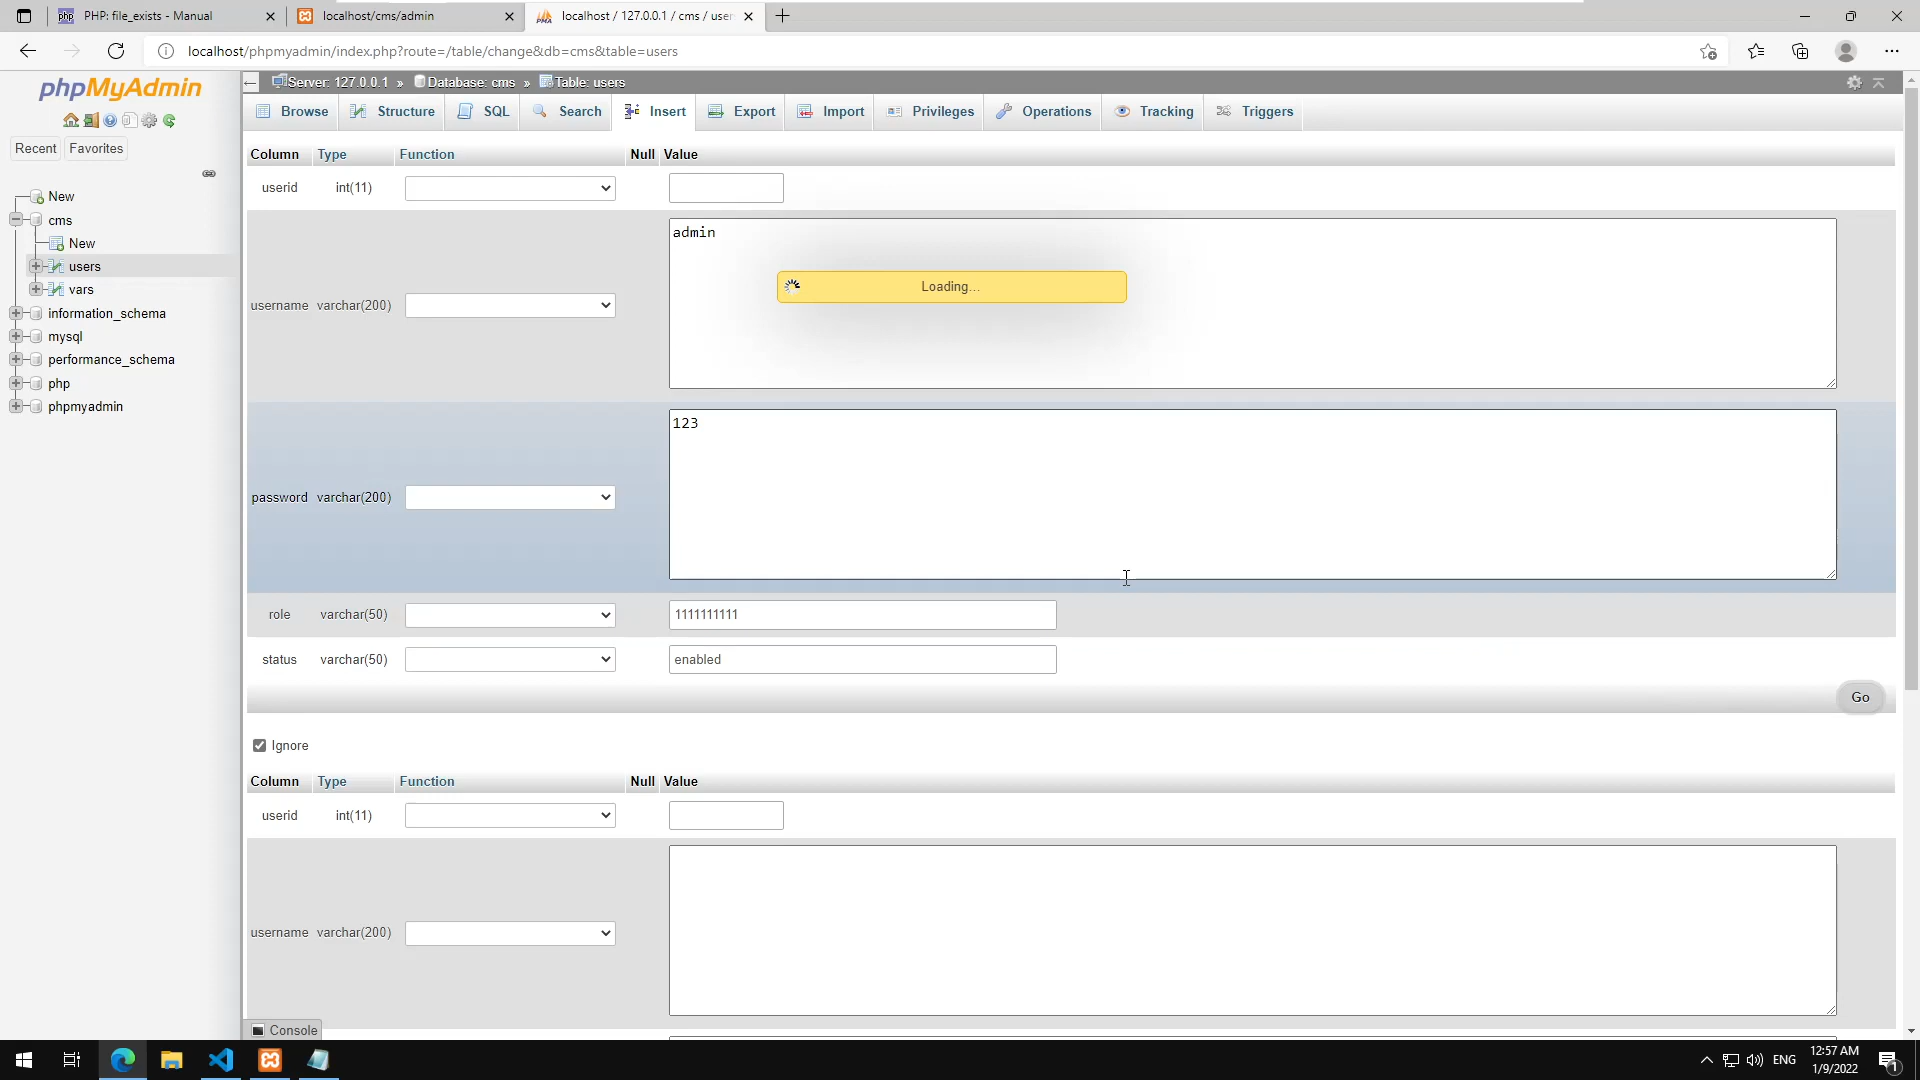 PHP: file_exists - Manual
localhost/cms/admin
localhost / 127.0.0.1 / cms / user
localhost/phpmyadmin/index.php?route=/table/change&db=cms&table=users
phpMyAdmin
Server: 127.0.0.1 » Database: cms » Table: users
Browse Structure SQL Search Insert Export Import Privileges Operations Tracking Triggers
Recent Favorites
New
cms
New
users
vars
information_schema
mysql
performance_schema
php
phpmyadmin
Column Type Function Null Value
userid int(11)
username varchar(200) admin
Loading...
password varchar(200) 123
role varchar(50) 1111111111
status varchar(50) enabled
Go
Ignore
Column Type Function Null Value
userid int(11)
username varchar(200)
Console
ENG
12:57 AM
1/9/2022
1